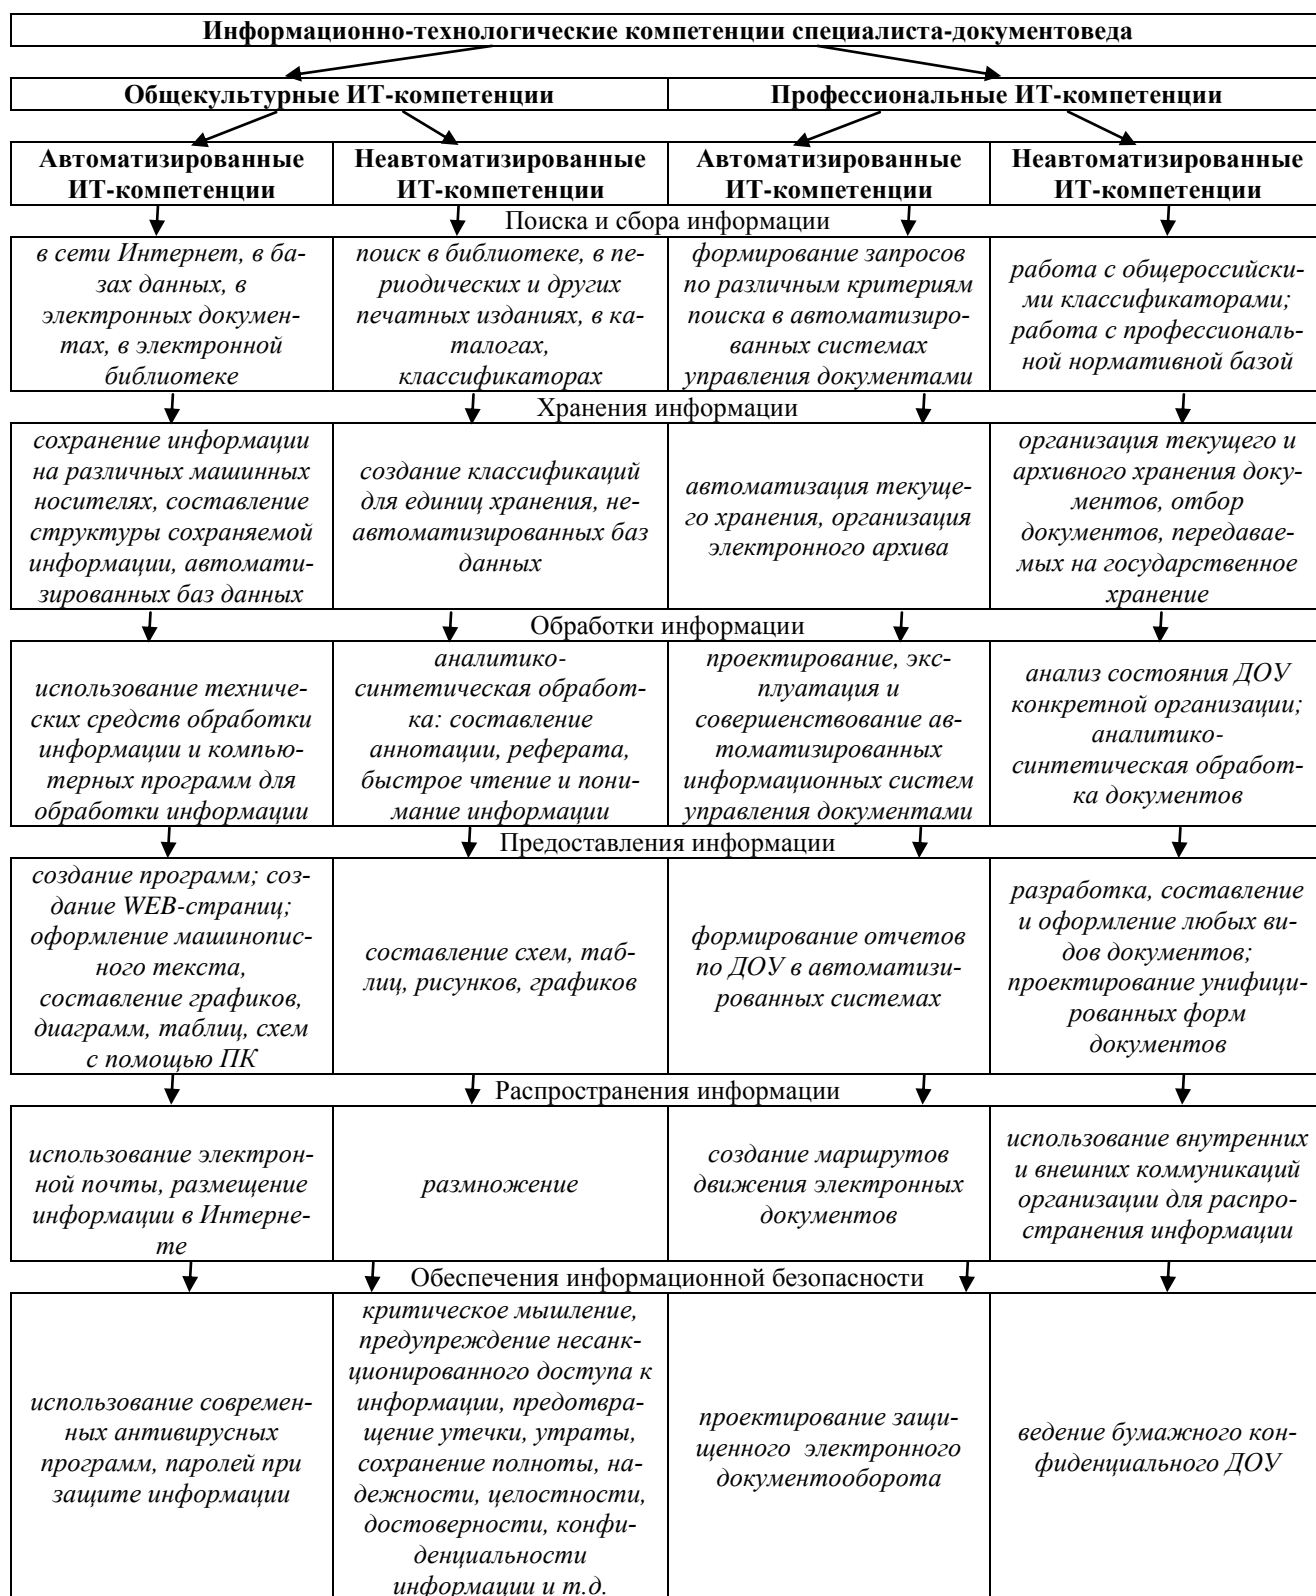 Информационно-технологические компетенции специалиста-документоведа
Общекультурные ИТ-компетенции
Профессиональные ИТ-компетенции
Автоматизированные
ИТ-компетенции
Неавтоматизированные
ИТ-компетенции
Автоматизированные
ИТ-компетенции
Неавтоматизированные
ИТ-компетенции
Поиска и сбора информации
в сети Интернет, в ба-
зах данных, в
электронных докумен-
тах, в электронной
библиотеке
поиск в библиотеке, в пе-
риодических и других
печатных изданиях, в ка-
талогах,
классификаторах
формирование запросов
по различным критериям
поиска в автоматизиро-
ванных системах
управления документами
работа с общероссийски-
ми классификаторами;
работа с профессиональ-
ной нормативной базой
Хранения информации
сохранение информации
на различных машинных
носителях, составление
структуры сохраняемой
информации, автомати-
зированных баз данных
создание классификаций
для единиц хранения, не-
автоматизированных баз
данных
автоматизация текуще-
го хранения, организация
электронного архива
организация текущего и
архивного хранения доку-
ментов, отбор
документов, передавае-
мых на государственное
хранение
Обработки информации
использование техниче-
ских средств обработки
информации и компью-
терных программ для
обработки информации
аналитико-
синтетическая обработ-
ка: составление
аннотации, реферата,
быстрое чтение и пони-
мание информации
проектирование, экс-
плуатация и
совершенствование ав-
томатизированных
информационных систем
управления документами
анализ состояния ДОУ
конкретной организации;
аналитико-
синтетическая обработ-
ка документов
Предоставления информации
создание программ; соз-
дание WEB-страниц;
оформление машинопис-
ного текста,
составление графиков,
диаграмм, таблиц, схем
с помощью ПК
составление схем, таб-
лиц, рисунков, графиков
формирование отчетов
по ДОУ в автоматизи-
рованных системах
разработка, составление
и оформление любых ви-
дов документов;
проектирование унифици-
рованных форм
документов
Распространения информации
использование электрон-
ной почты, размещение
информации в Интерне-
те
размножение
создание маршрутов
движения электронных
документов
использование внутренних
и внешних коммуникаций
организации для распро-
странения информации
Обеспечения информационной безопасности
использование современ-
ных антивирусных
программ, паролей при
защите информации
критическое мышление,
предупреждение несанк-
ционированного доступа к
информации, предотвра-
щение утечки, утраты,
сохранение полноты, на-
дежности, целостности,
достоверности, конфи-
денциальности
информации и т.д.
проектирование защи-
щенного электронного
документооборота
ведение бумажного кон-
фиденциального ДОУ